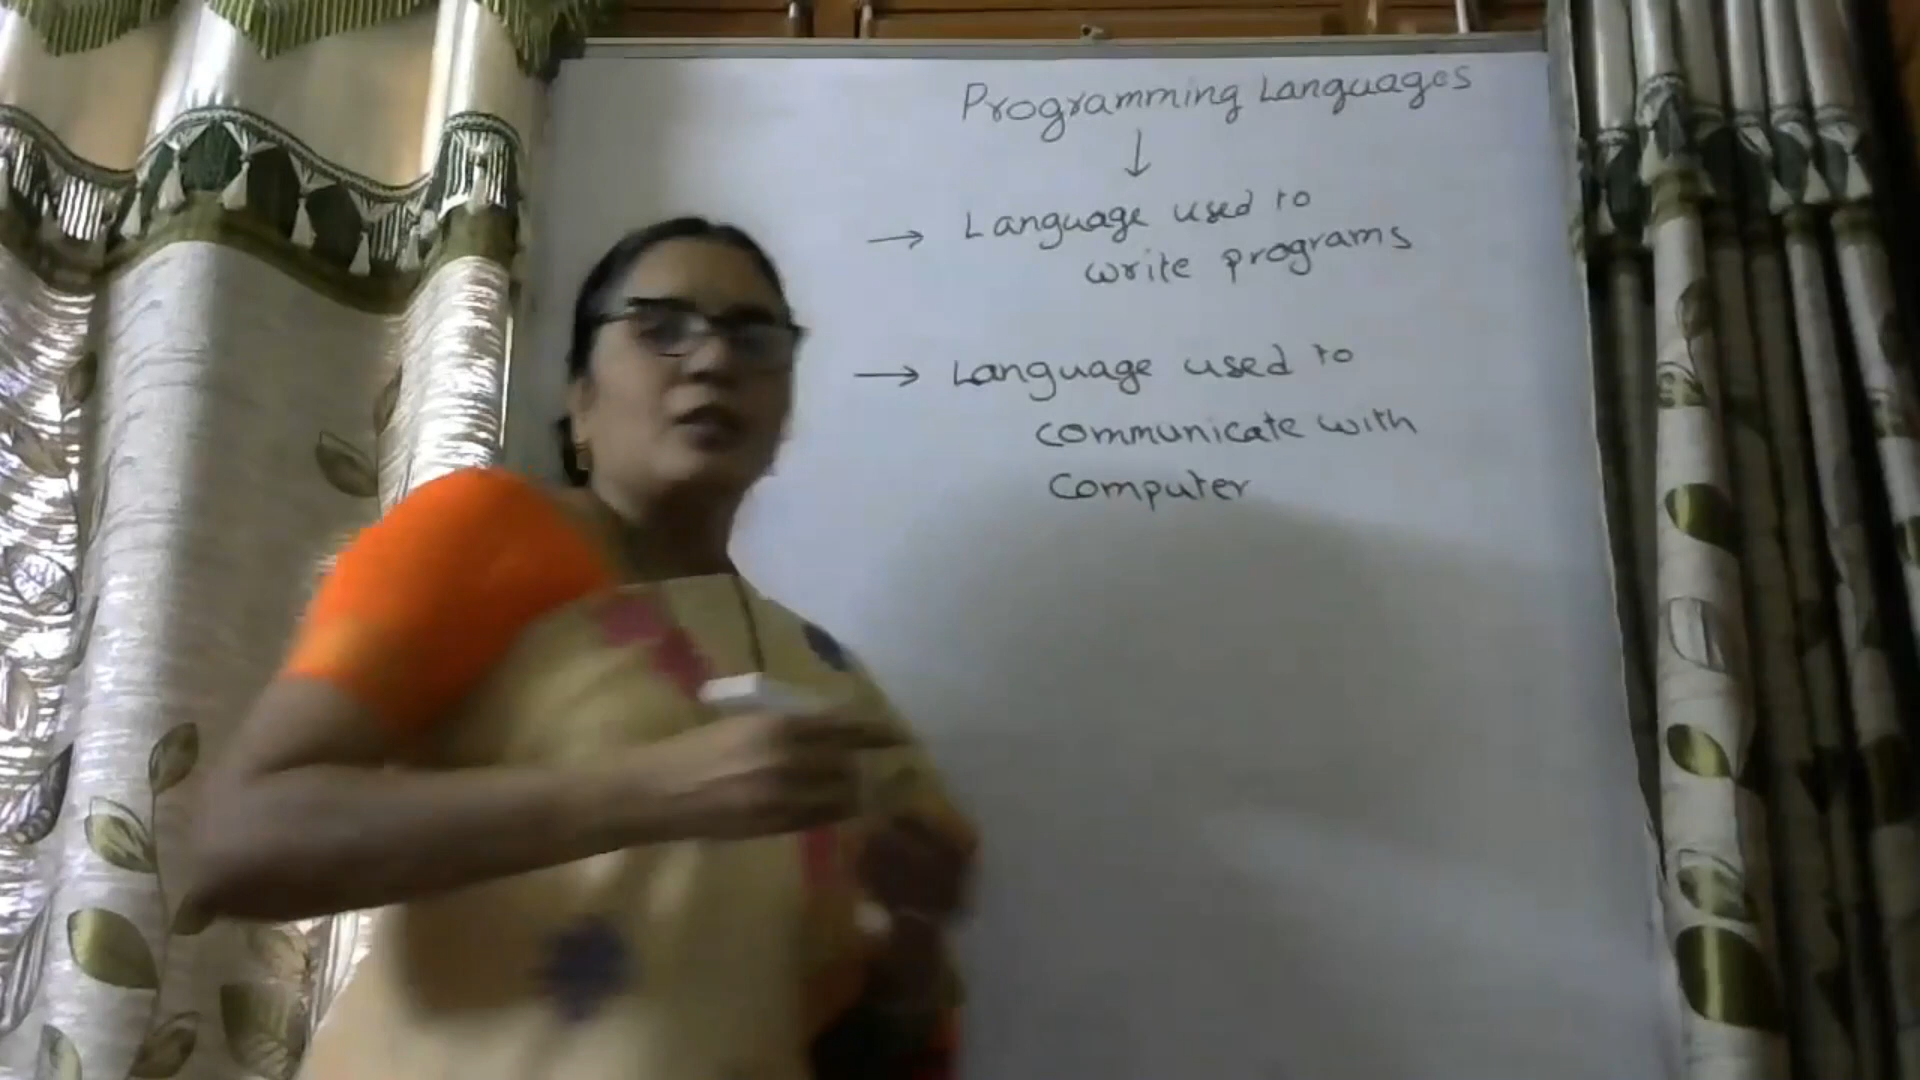 Programming Languages
↓
→ Language used to
write programs
→ Language used to
communicate with
Computer